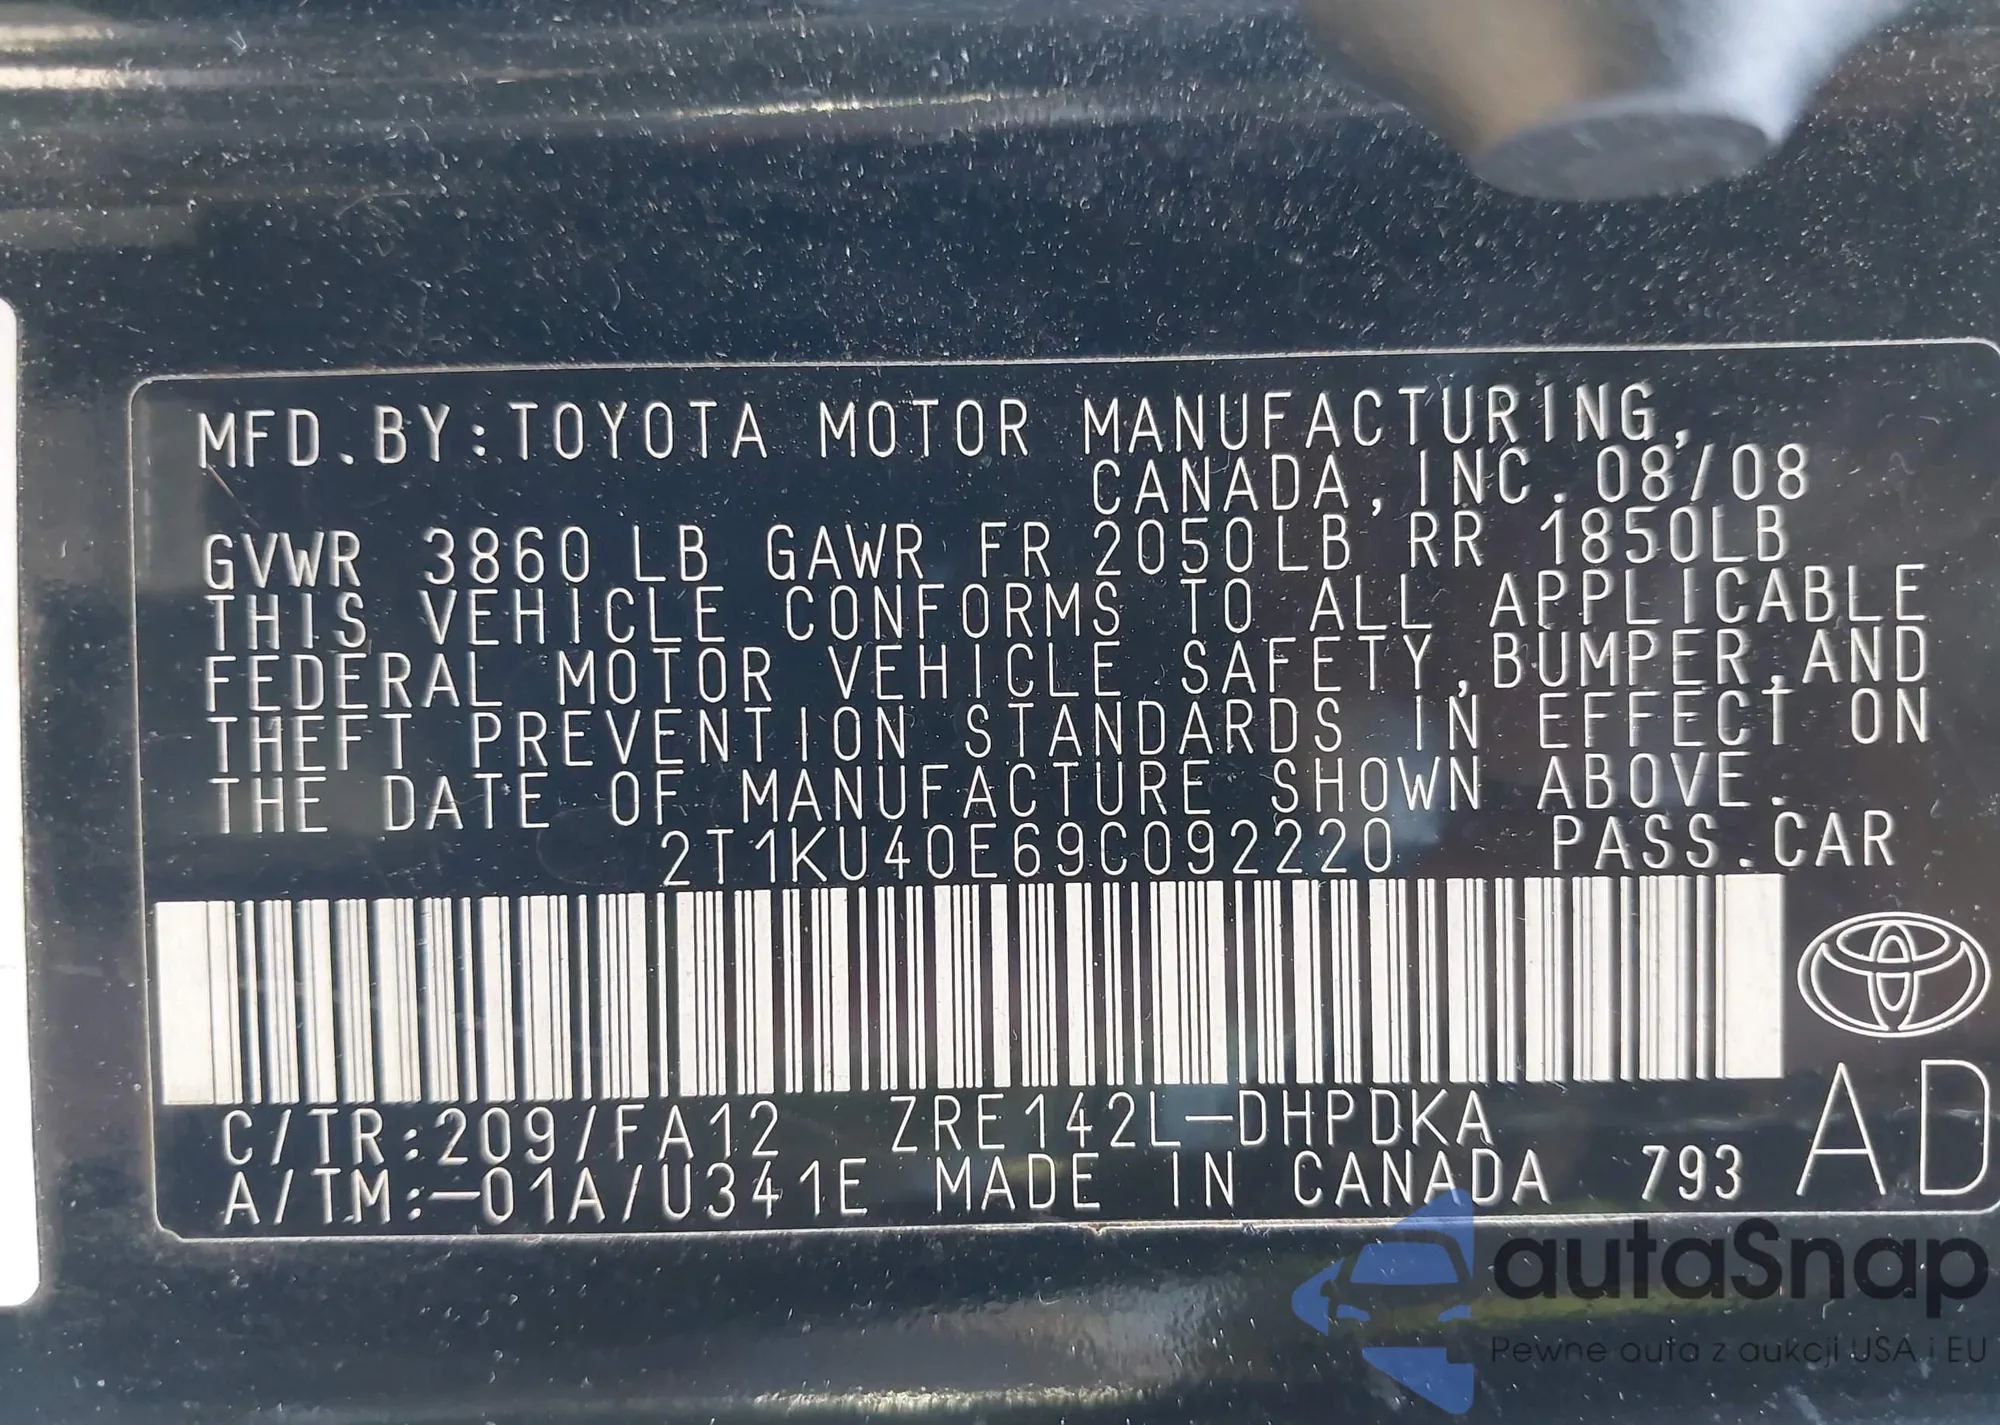 MFD.BY:TOYOTA MOTOR MANUFACTURING,
CANADA,INC.08/08
GVWR 3860LB GAWR FR 2050LB RR 1850LB
THIS VEHICLE CONFORMS TO ALL APPLICABLE
FEDERAL MOTOR VEHICLE SAFETY,BUMPER,AND
THEFT PREVENTION STANDARDS IN EFFECT ON
THE DATE OF MANUFACTURE SHOWN ABOVE.
2T1KU40E69C092220 PASS.CAR
C/TR:209/FA12 ZRE142L-DHPDKA
A/TM:-01A/U341E MADE IN CANADA 793 AD
autaSnap
Pewne auta z aukcji USA i EU